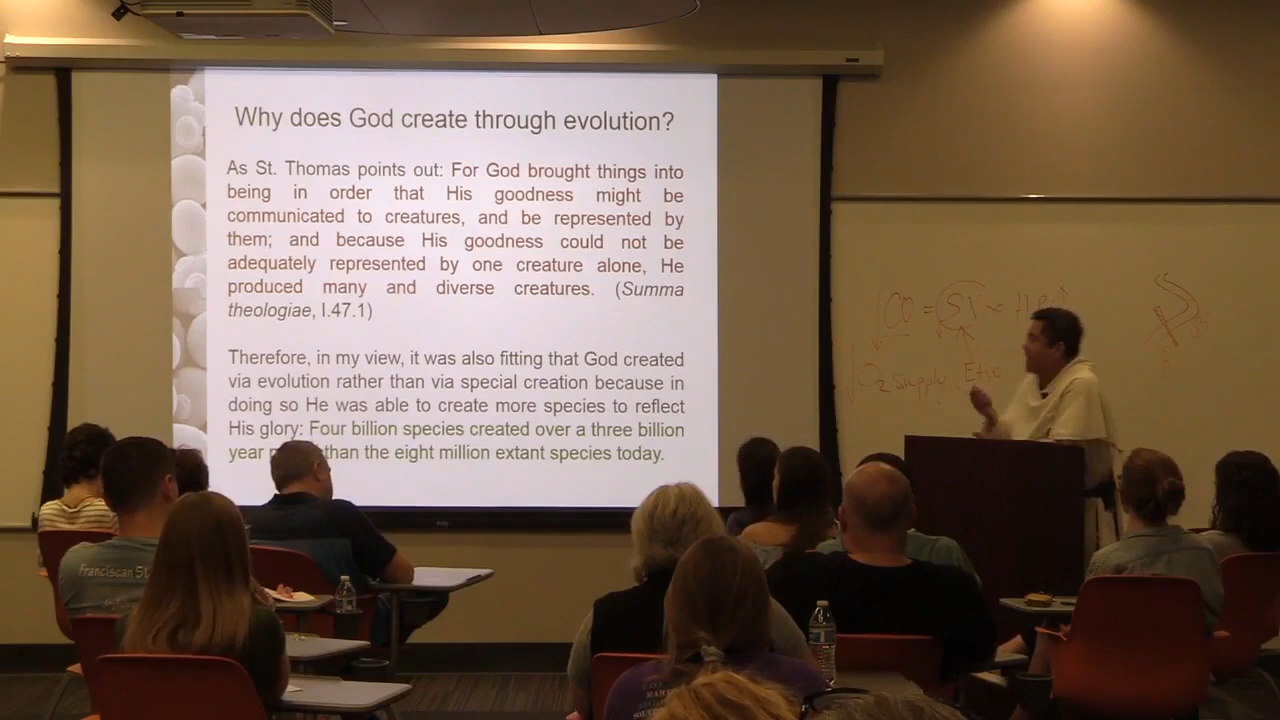 Why does God create through evolution?
As St. Thomas points out: For God brought things into
being in order that His goodness might be
communicated to creatures, and be represented by
them; and because His goodness could not be
adequately represented by one creature alone, He
produced many and diverse creatures. (Summa
theologiae, I.47.1)
Therefore, in my view, it was also fitting that God created
via evolution rather than via special creation because in
doing so He was able to create more species to reflect
His glory: Four billion species created over a three billion
year than the eight million extant species today.
CO = SV
O2 supply
Franciscan